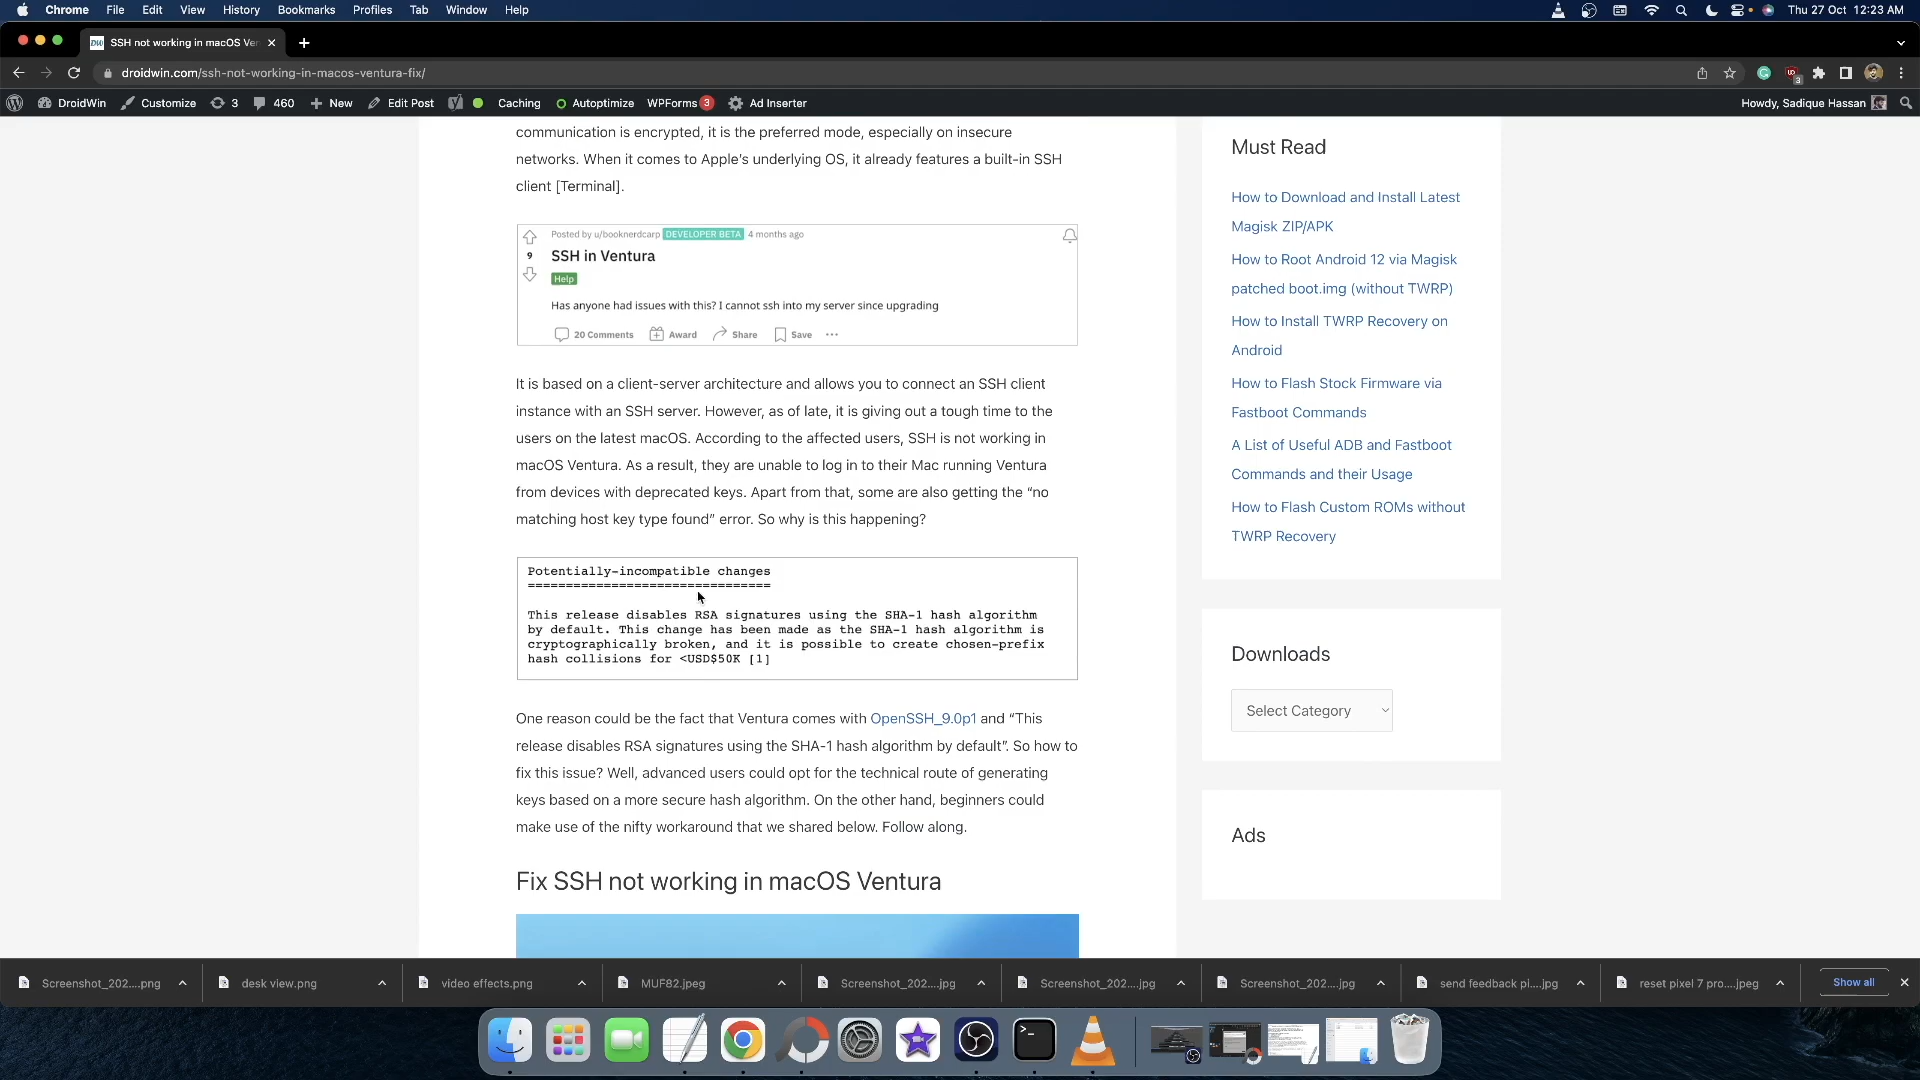 Chrome File Edit View History Bookmarks Profiles Tab Window Help Thu 27 Oct 12:23 AM
DW SSH not working in macOS Ven
droidwin.com/ssh-not-working-in-macos-ventura-fix/ 3
DroidWin Customize 3 460 New Edit Post Caching Autoptimize WPForms 3 Ad Inserter Howdy, Sadique Hassan
communication is encrypted, it is the preferred mode, especially on insecure
networks. When it comes to Apple's underlying OS, it already features a built-in SSH
client [Terminal].
Posted by u/booknerdcarp DEVELOPER BETA 4 months ago
9
SSH in Ventura
Help
Has anyone had issues with this? I cannot ssh into my server since upgrading
20 Comments Award Share Save
It is based on a client-server architecture and allows you to connect an SSH client
instance with an SSH server. However, as of late, it is giving out a tough time to the
users on the latest macOS. According to the affected users, SSH is not working in
macOS Ventura. As a result, they are unable to log in to their Mac running Ventura
from devices with deprecated keys. Apart from that, some are also getting the “no
matching host key type found” error. So why is this happening?
Potentially-incompatible changes
================================
This release disables RSA signatures using the SHA-1 hash algorithm
by default. This change has been made as the SHA-1 hash algorithm is
cryptographically broken, and it is possible to create chosen-prefix
hash collisions for <USD$50K [1]
One reason could be the fact that Ventura comes with OpenSSH_9.0p1 and “This
release disables RSA signatures using the SHA-1 hash algorithm by default”. So how to
fix this issue? Well, advanced users could opt for the technical route of generating
keys based on a more secure hash algorithm. On the other hand, beginners could
make use of the nifty workaround that we shared below. Follow along.
Fix SSH not working in macOS Ventura
Must Read
How to Download and Install Latest
Magisk ZIP/APK
How to Root Android 12 via Magisk
patched boot.img (without TWRP)
How to Install TWRP Recovery on
Android
How to Flash Stock Firmware via
Fastboot Commands
A List of Useful ADB and Fastboot
Commands and their Usage
How to Flash Custom ROMs without
TWRP Recovery
Downloads
Select Category
Ads
Screenshot_202....png desk view.png video effects.png MUF82.jpeg Screenshot_202....jpg Screenshot_202....jpg Screenshot_202....jpg send feedback pi....jpg reset pixel 7 pro....jpeg Show all